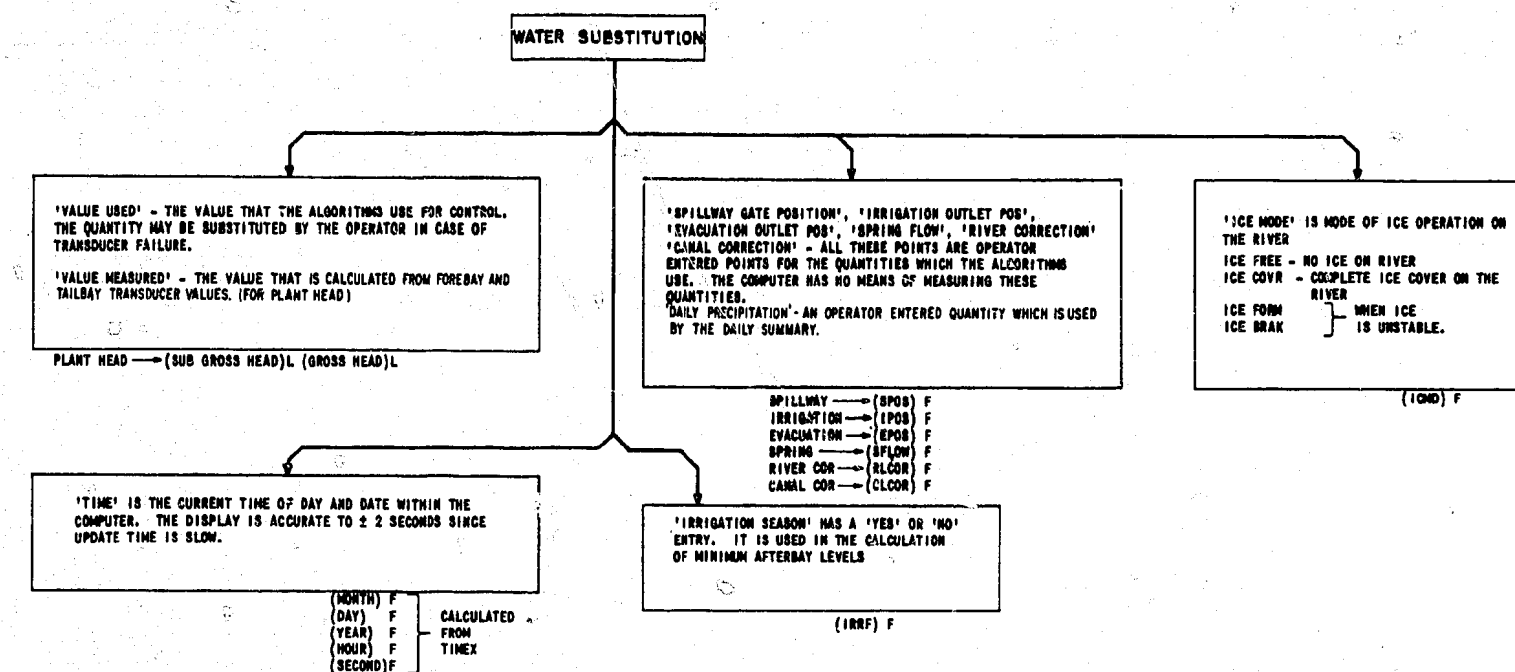 WATER SUBSTITUTION
'VALUE USED' - THE VALUE THAT THE ALGORITHMS USE FOR CONTROL.
THE QUANTITY MAY BE SUBSTITUTED BY THE OPERATOR IN CASE OF
TRANSDUCER FAILURE.
'VALUE MEASURED' - THE VALUE THAT IS CALCULATED FROM FOREBAY AND
TAILBAY TRANSDUCER VALUES. (FOR PLANT HEAD)
PLANT HEAD → (SUB GROSS HEAD)L (GROSS HEAD)L
'SPILLWAY GATE POSITION', 'IRRIGATION OUTLET POS',
'EVACUATION OUTLET POS', 'SPRING FLOW', 'RIVER CORRECTION'
'CANAL CORRECTION' - ALL THESE POINTS ARE OPERATOR
ENTERED POINTS FOR THE QUANTITIES WHICH THE ALGORITHMS
USE. THE COMPUTER HAS NO MEANS OF MEASURING THESE
QUANTITIES.
'DAILY PRECIPITATION' - AN OPERATOR ENTERED QUANTITY WHICH IS USED
BY THE DAILY SUMMARY.
SPILLWAY → (SPOS) F
IRRIGATION → (IPOS) F
EVACUATION → (EPOS) F
SPRING → (SFLOW) F
RIVER COR → (RLCOR) F
CANAL COR → (CLCOR) F
'ICE MODE' IS MODE OF ICE OPERATION ON
THE RIVER
ICE FREE - NO ICE ON RIVER
ICE COVR - COMPLETE ICE COVER ON THE
RIVER
ICE FORM WHEN ICE
ICE BRAK IS UNSTABLE.
(ICMD) F
'TIME' IS THE CURRENT TIME OF DAY AND DATE WITHIN THE
COMPUTER. THE DISPLAY IS ACCURATE TO ± 2 SECONDS SINCE
UPDATE TIME IS SLOW.
(MONTH) F
(DAY) F CALCULATED
(YEAR) F FROM
(HOUR) F TIMEX
(SECOND)F
'IRRIGATION SEASON' HAS A 'YES' OR 'NO'
ENTRY. IT IS USED IN THE CALCULATION
OF MINIMUM AFTERBAY LEVELS
(IRRF) F